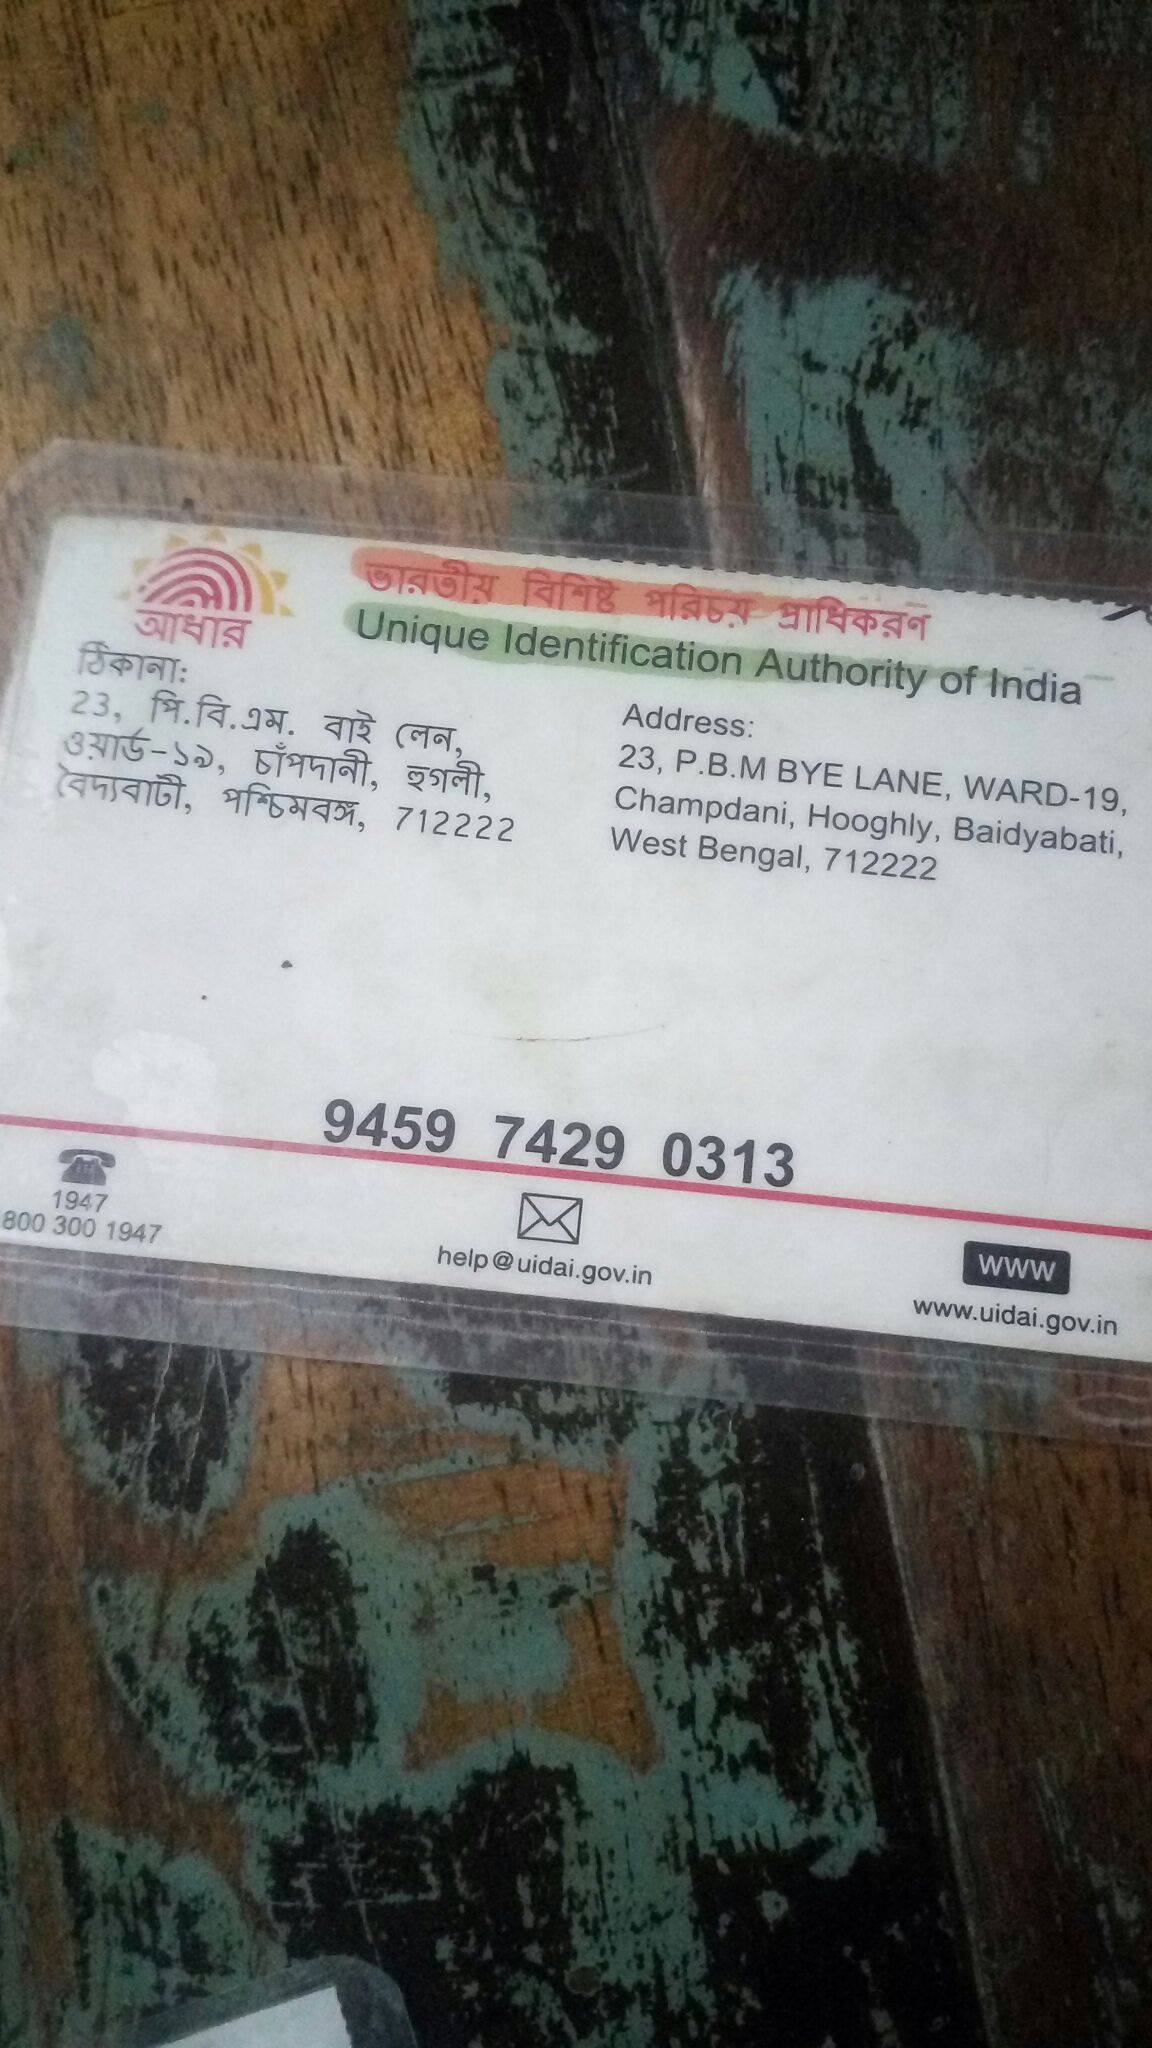 আধার
ভারতীয় বিশিষ্ট পরিচয় প্রাধিকরণ
Unique Identification Authority of India
ঠিকানা:
23, পি.বি.এম. বাই লেন,
ওয়ার্ড-১৯, চাঁপদানী, হুগলী,
বৈদ্যবাটী, পশ্চিমবঙ্গ, 712222
Address:
23, P.B.M BYE LANE, WARD-19,
Champdani, Hooghly, Baidyabati,
West Bengal, 712222
9459 7429 0313
1947
800 300 1947
help@uidai.gov.in
www
www.uidai.gov.in